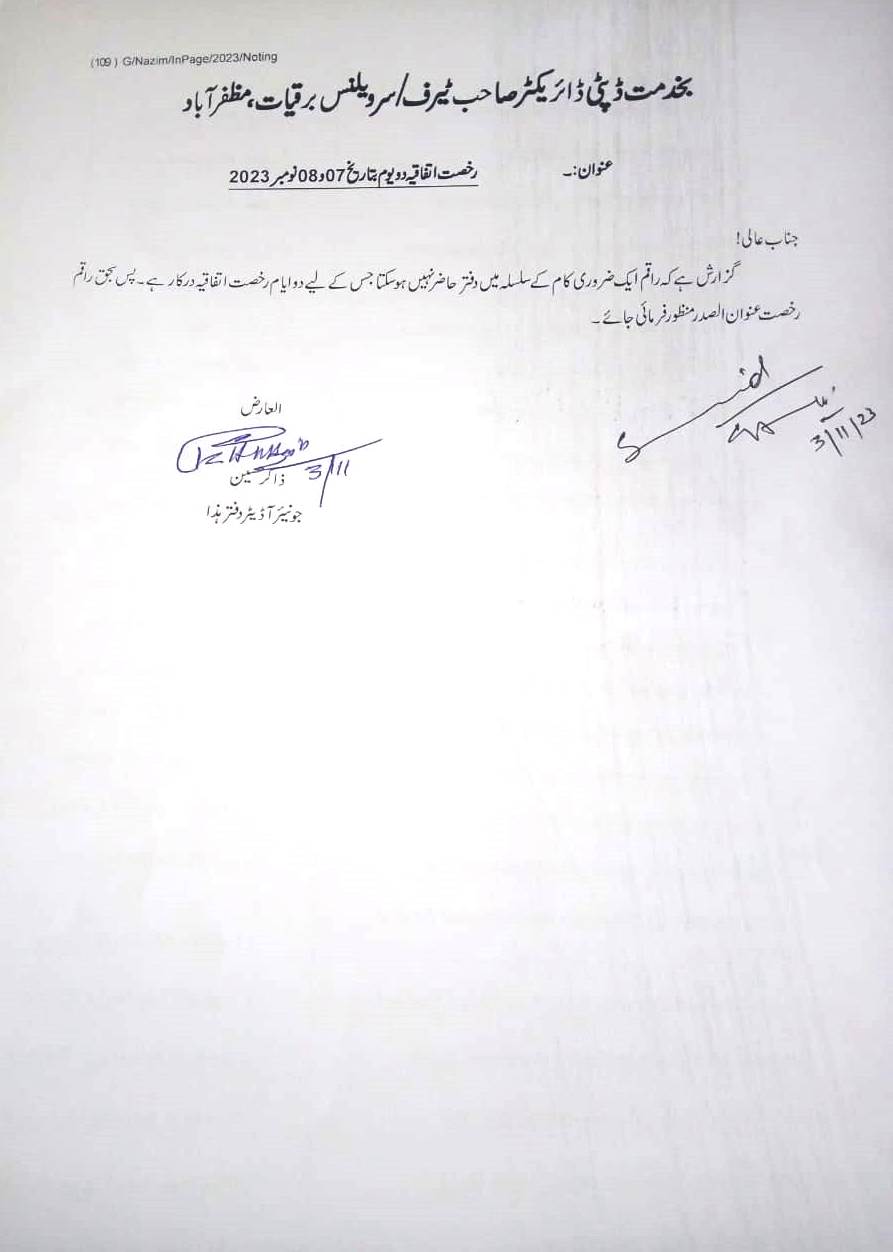 (109) G/Nazim/InPage/2023/Noting
بخدمت ڈپٹی ڈائریکٹر صاحب ٹیرف/سرویلنس برقیات، مظفرآباد
عنوان:۔ رخصت اتفاقیہ دو یوم بتاریخ 07 و 08 نومبر 2023
جناب عالی!
گزارش ہے کہ راقم ایک ضروری کام کے سلسلہ میں دفتر حاضر نہیں ہوسکتا جس کے لیے دو ایام رخصت اتفاقیہ درکار ہے۔ پس بحق راقم
رخصت عنوان الصدر منظور فرمائی جائے۔
3/11/23
العارض
3/11
ذاکر حسین
جونیئر آڈیٹر دفتر ہذا